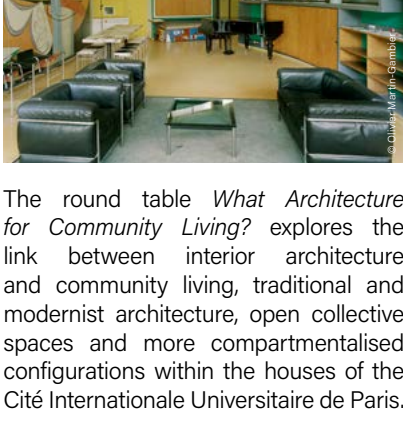 © Olivier Martin-Gambier
The round table What Architecture
for Community Living? explores the
link between interior architecture
and community living, traditional and
modernist architecture, open collective
spaces and more compartmentalised
configurations within the houses of the
Cité Internationale Universitaire de Paris.